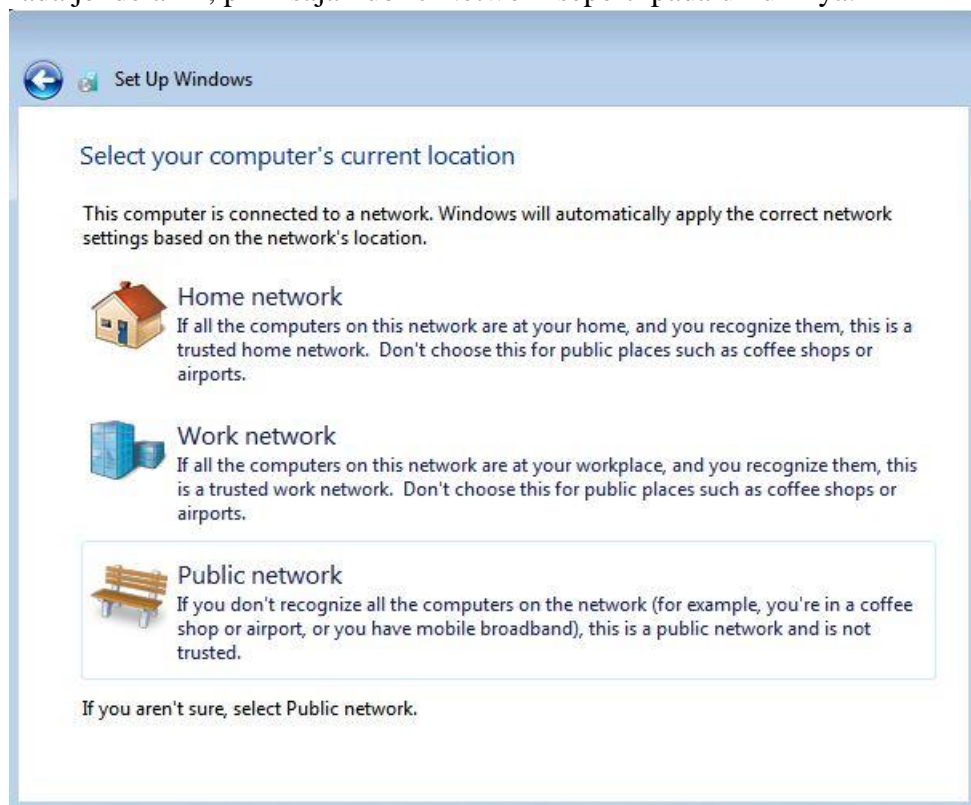 Set Up Windows
Select your computer's current location
This computer is connected to a network. Windows will automatically apply the correct network
settings based on the network's location.
Home network
If all the computers on this network are at your home, and you recognize them, this is a
trusted home network. Don't choose this for public places such as coffee shops or
airports.
Work network
If all the computers on this network are at your workplace, and you recognize them, this
is a trusted work network. Don't choose this for public places such as coffee shops or
airports.
Public network
If you don't recognize all the computers on the network (for example, you're in a coffee
shop or airport, or you have mobile broadband), this is a public network and is not
trusted.
If you aren't sure, select Public network.